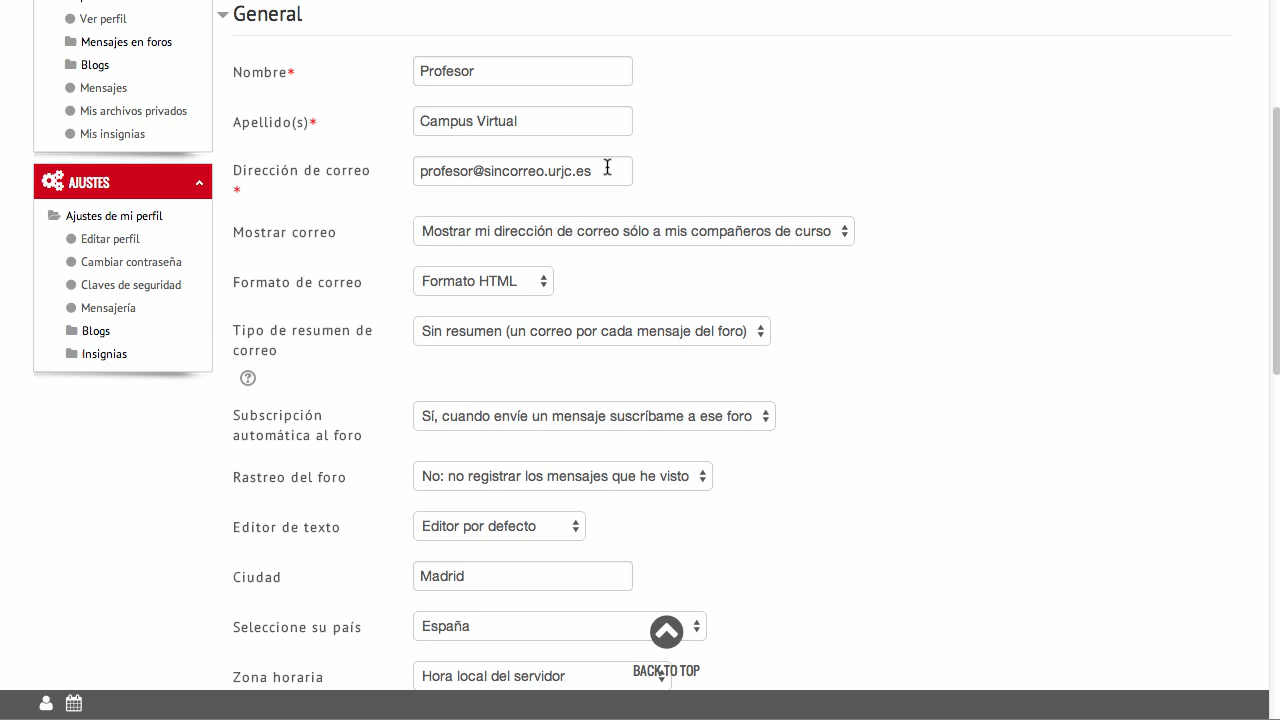 Ver perfil
Mensajes en foros
Blogs
Mensajes
Mis archivos privados
Mis insignias
AJUSTES
Ajustes de mi perfil
Editar perfil
Cambiar contraseña
Claves de seguridad
Mensajería
Blogs
Insignias
General
Nombre*
Profesor
Apellido(s)*
Campus Virtual
Dirección de correo
*
profesor@sincorreo.urjc.es
Mostrar correo
Mostrar mi dirección de correo sólo a mis compañeros de curso
Formato de correo
Formato HTML
Tipo de resumen de
correo
Sin resumen (un correo por cada mensaje del foro)
Subscripción
automática al foro
Sí, cuando envíe un mensaje suscríbame a ese foro
Rastreo del foro
No: no registrar los mensajes que he visto
Editor de texto
Editor por defecto
Ciudad
Madrid
Seleccione su país
España
Zona horaria
Hora local del servidor
BACK TO TOP